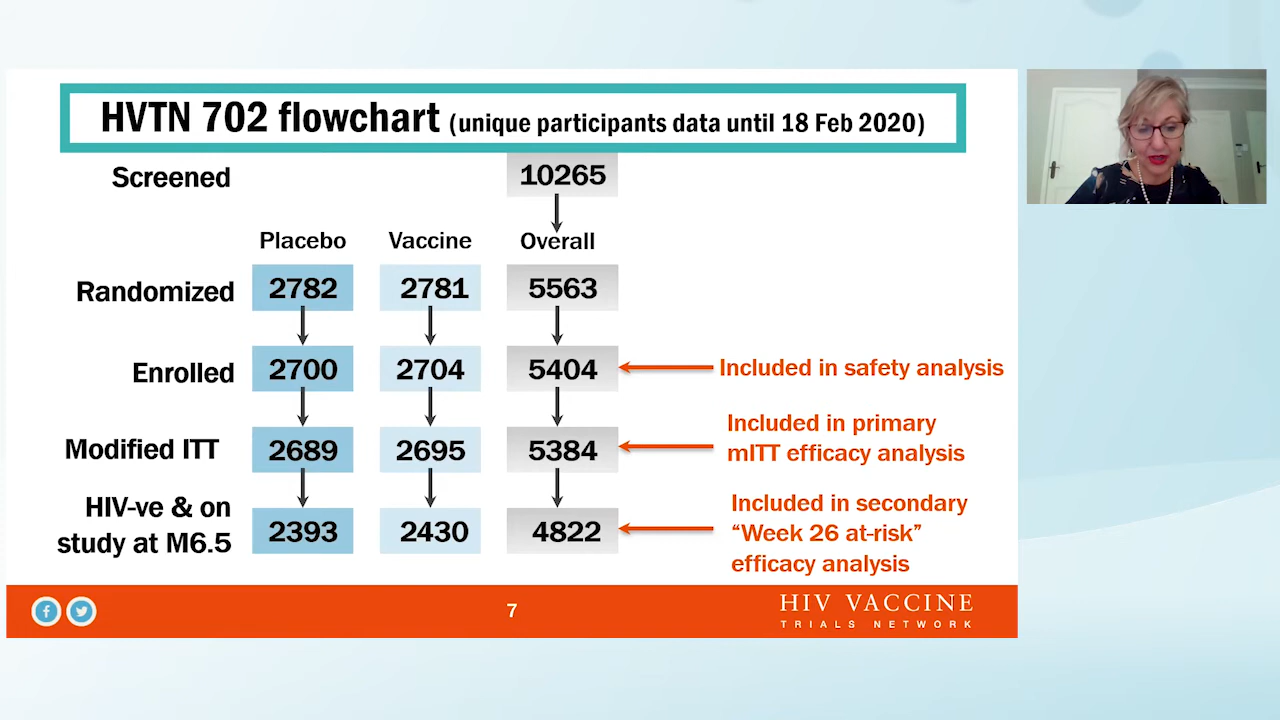 HVTN 702 flowchart (unique participants data until 18 Feb 2020)
Screened 10265
Placebo Vaccine Overall
Randomized 2782 2781 5563
Enrolled 2700 2704 5404 Included in safety analysis
Modified ITT 2689 2695 5384 Included in primary
mITT efficacy analysis
HIV-ve & on
study at M6.5 2393 2430 4822 Included in secondary
“Week 26 at-risk”
efficacy analysis
7
HIV VACCINE
TRIALS NETWORK